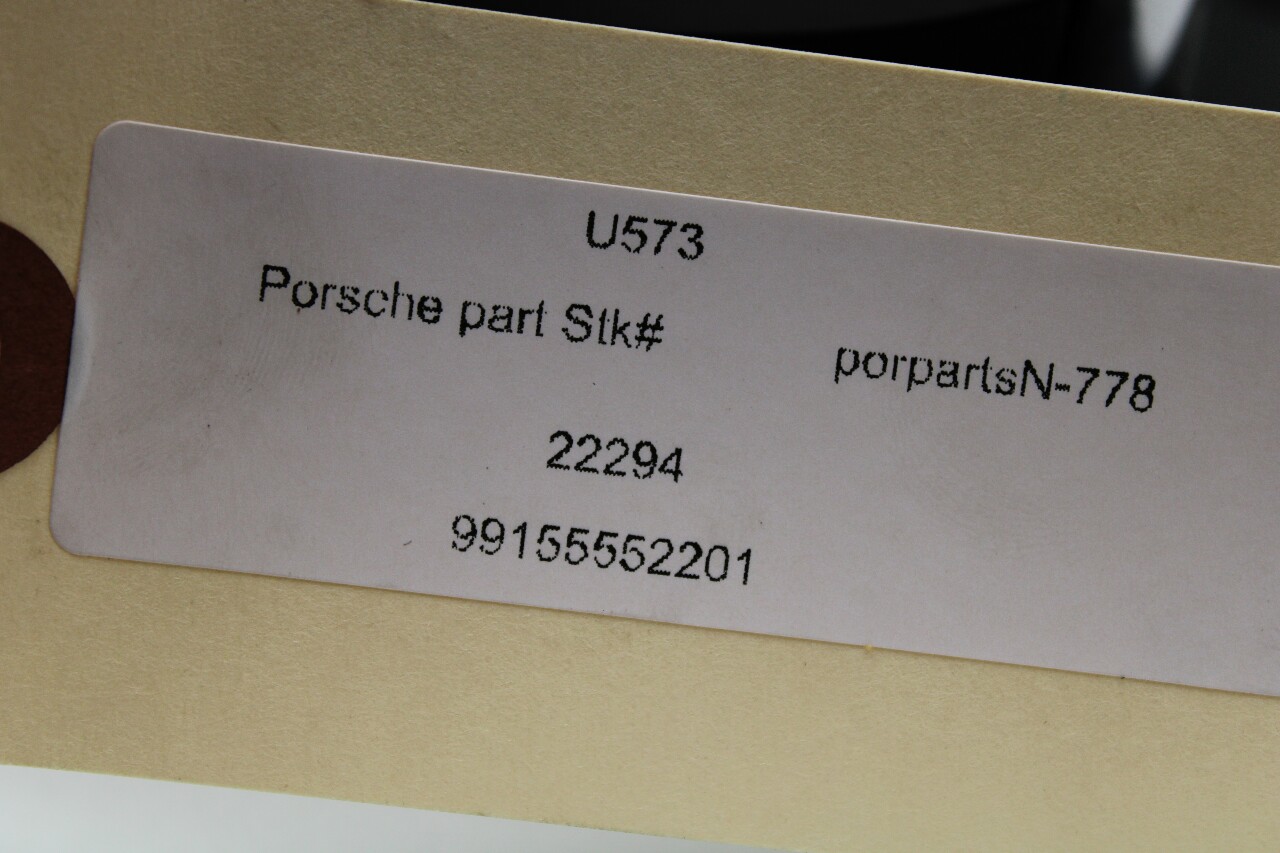 U573
Porsche part Stk# porpartsN-778
22294
99155552201